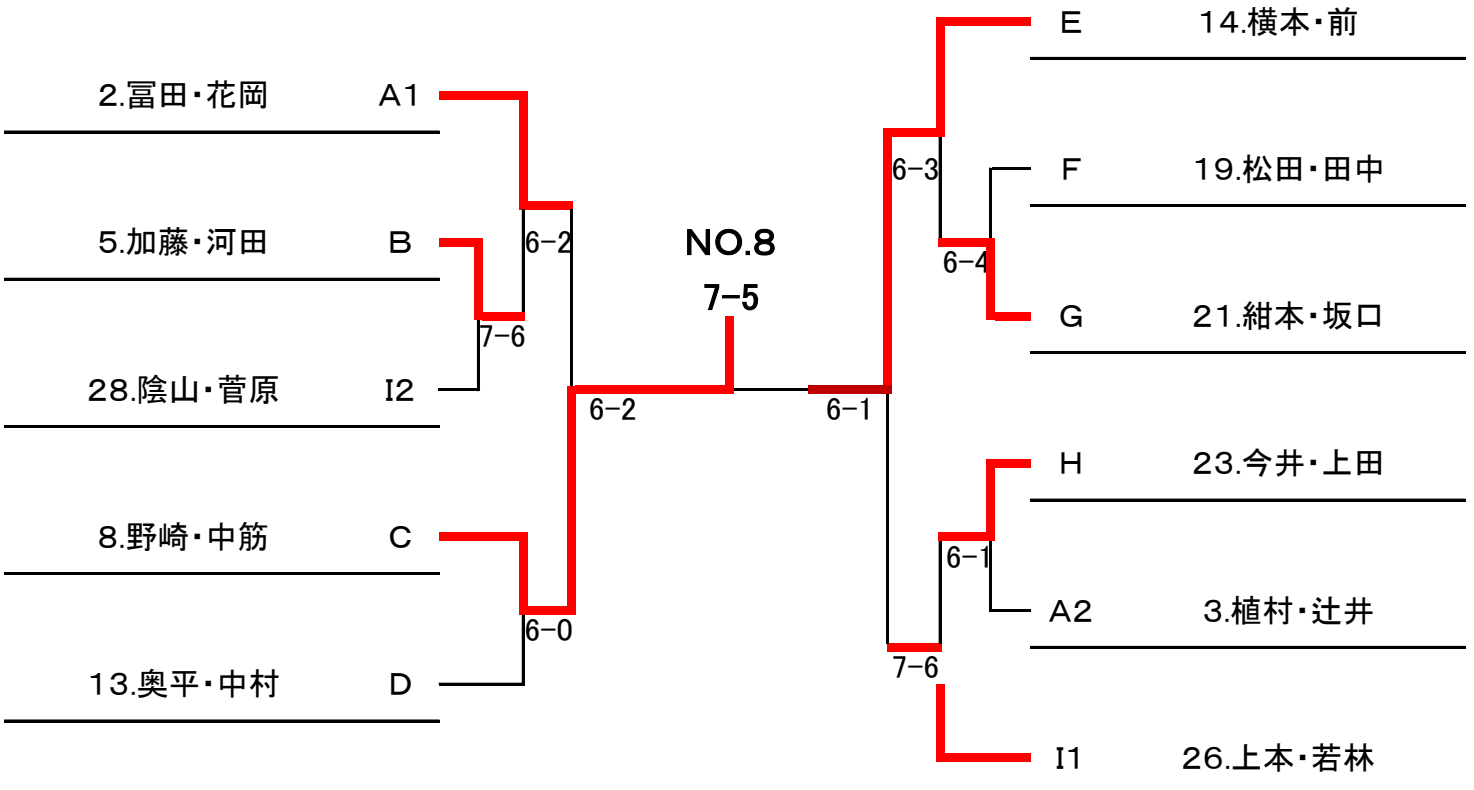 2.冨田・花岡 A1
5.加藤・河田 B
28.陰山・菅原 I2
8.野崎・中筋 C
13.奥平・中村 D
6-2
7-6
6-0
6-2
NO.8
7-5
6-1
6-3
6-4
6-1
7-6
E 14.横本・前
F 19.松田・田中
G 21.紺本・坂口
H 23.今井・上田
A2 3.植村・辻井
I1 26.上本・若林